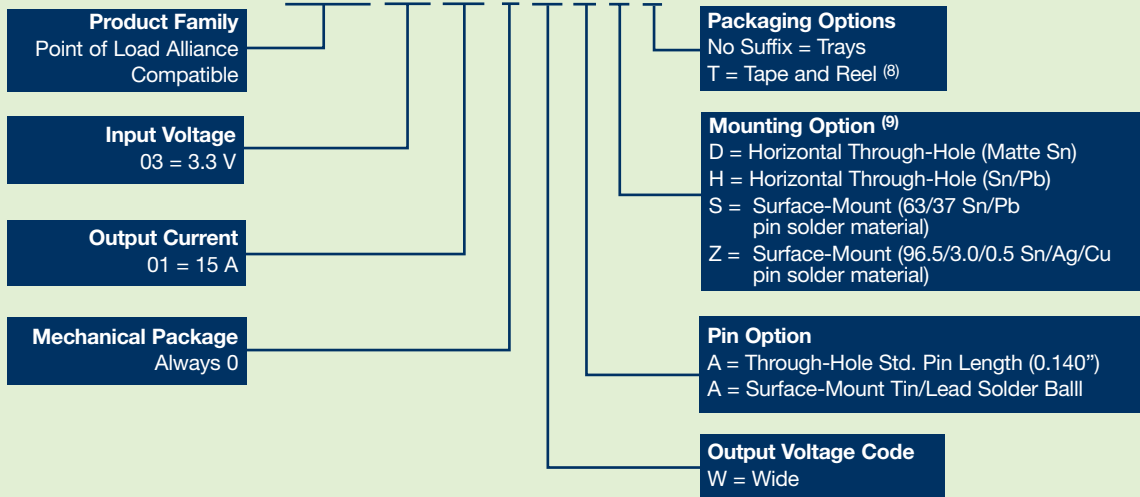 Product Family
Point of Load Alliance
Compatible
Input Voltage
03 = 3.3 V
Output Current
01 = 15 A
Mechanical Package
Always 0
Packaging Options
No Suffix = Trays
T = Tape and Reel (8)
Mounting Option (9)
D = Horizontal Through-Hole (Matte Sn)
H = Horizontal Through-Hole (Sn/Pb)
S = Surface-Mount (63/37 Sn/Pb
pin solder material)
Z = Surface-Mount (96.5/3.0/0.5 Sn/Ag/Cu
pin solder material)
Pin Option
A = Through-Hole Std. Pin Length (0.140”)
A = Surface-Mount Tin/Lead Solder Balll
Output Voltage Code
W = Wide